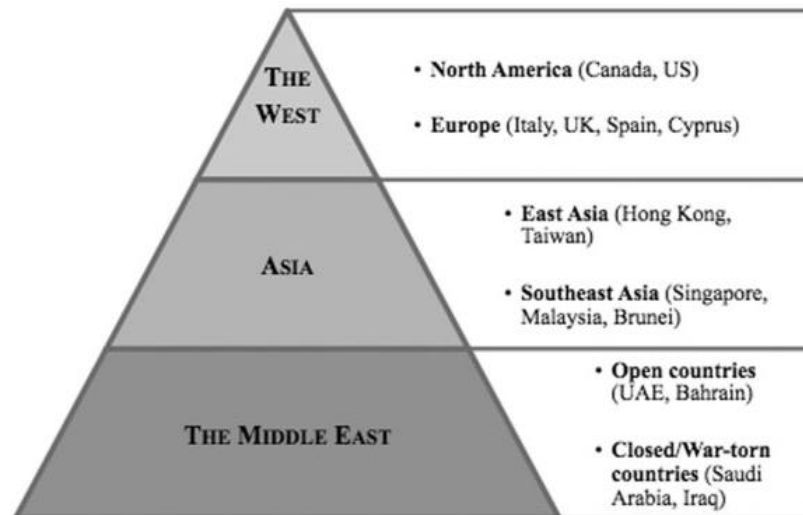 THE
WEST
• North America (Canada, US)
• Europe (Italy, UK, Spain, Cyprus)
ASIA
• East Asia (Hong Kong,
Taiwan)
• Southeast Asia (Singapore,
Malaysia, Brunei)
THE MIDDLE EAST
• Open countries
(UAE, Bahrain)
• Closed/War-torn
countries (Saudi
Arabia, Iraq)